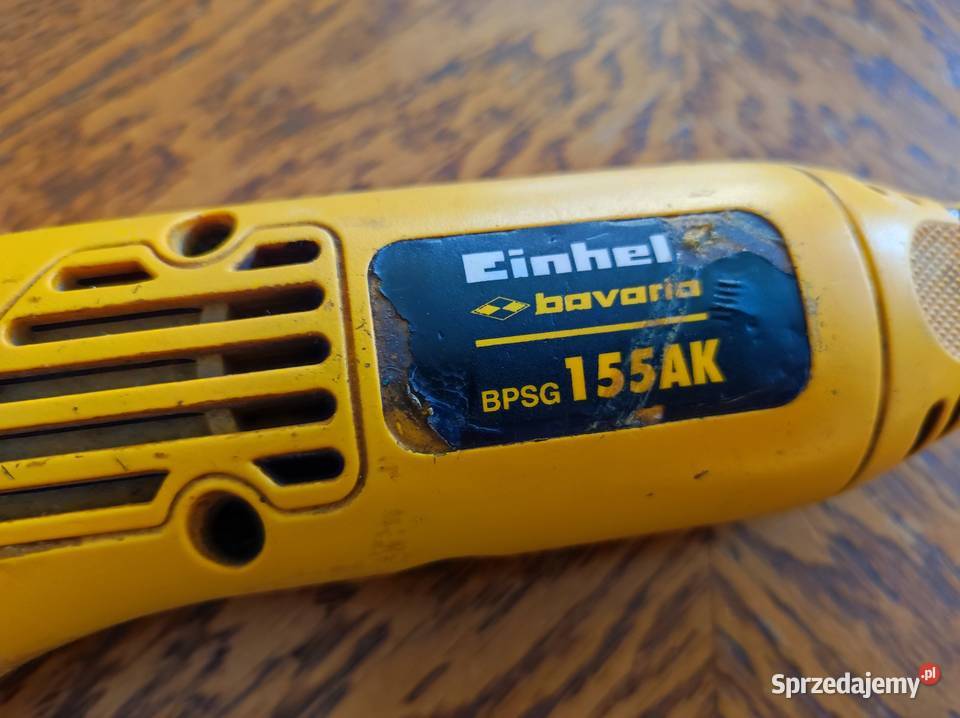 Einhel
bavaria
BPSG 155AK
Sprzedajemy.pl